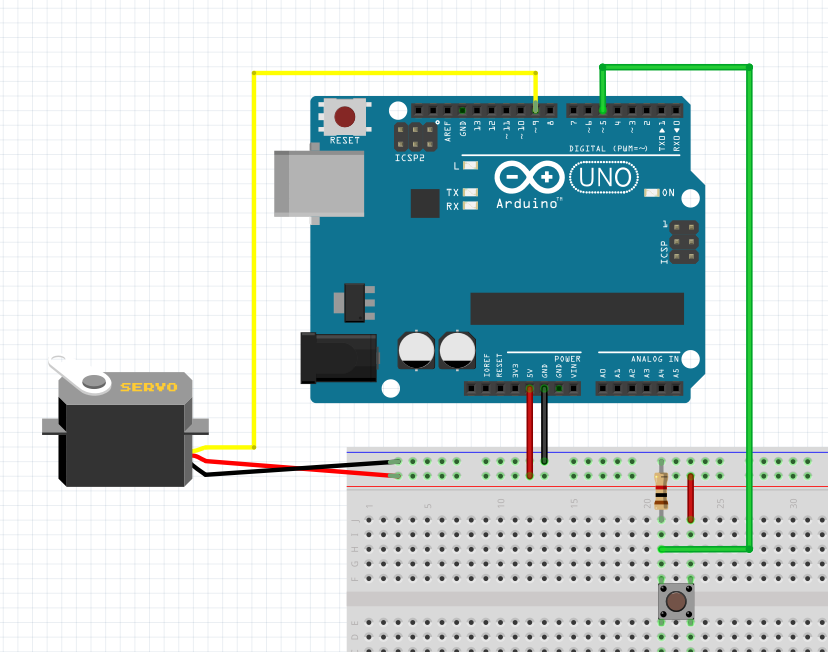 RESET
ICSP2
AREF
GND
13
12
~11
~10
~9
8
7
~6
~5
4
~3
2
TXO▶1
RXO◀0
DIGITAL (PWM=~)
L
TX
RX
UNO
Arduino™
ON
1
ICSP
SERVO
POWER
ANALOG IN
IOREF
RESET
3V3
5V
GND
GND
VIN
A0
A1
A2
A3
A4
A5
1
5
10
15
20
25
30
J
I
H
G
F
E
D